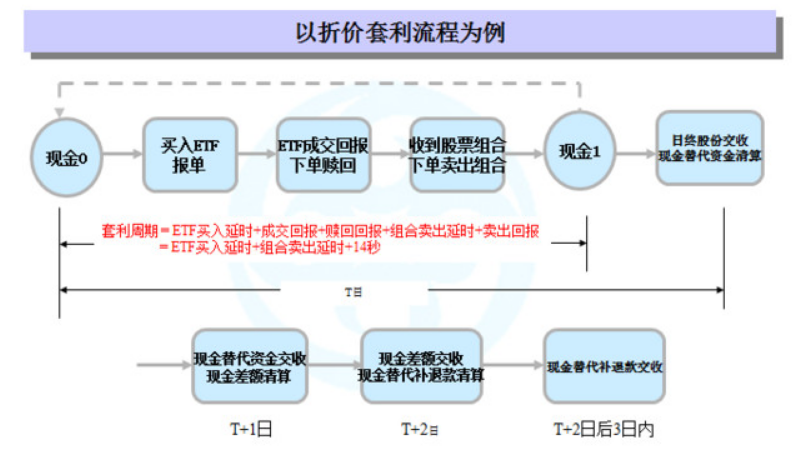 以折价套利流程为例
现金0
买入ETF
报单
ETF成交回报
下单赎回
收到股票组合
下单卖出组合
现金1
日终股份交收
现金替代资金清算
套利周期＝ETF买入延时+成交回报+赎回回报+组合卖出延时+卖出回报
＝ETF买入延时+组合卖出延时+14秒
T日
现金替代资金交收
现金差额清算
现金差额交收
现金替代补退款清算
现金替代补退款交收
T+1日
T+2日
T+2日后3日内